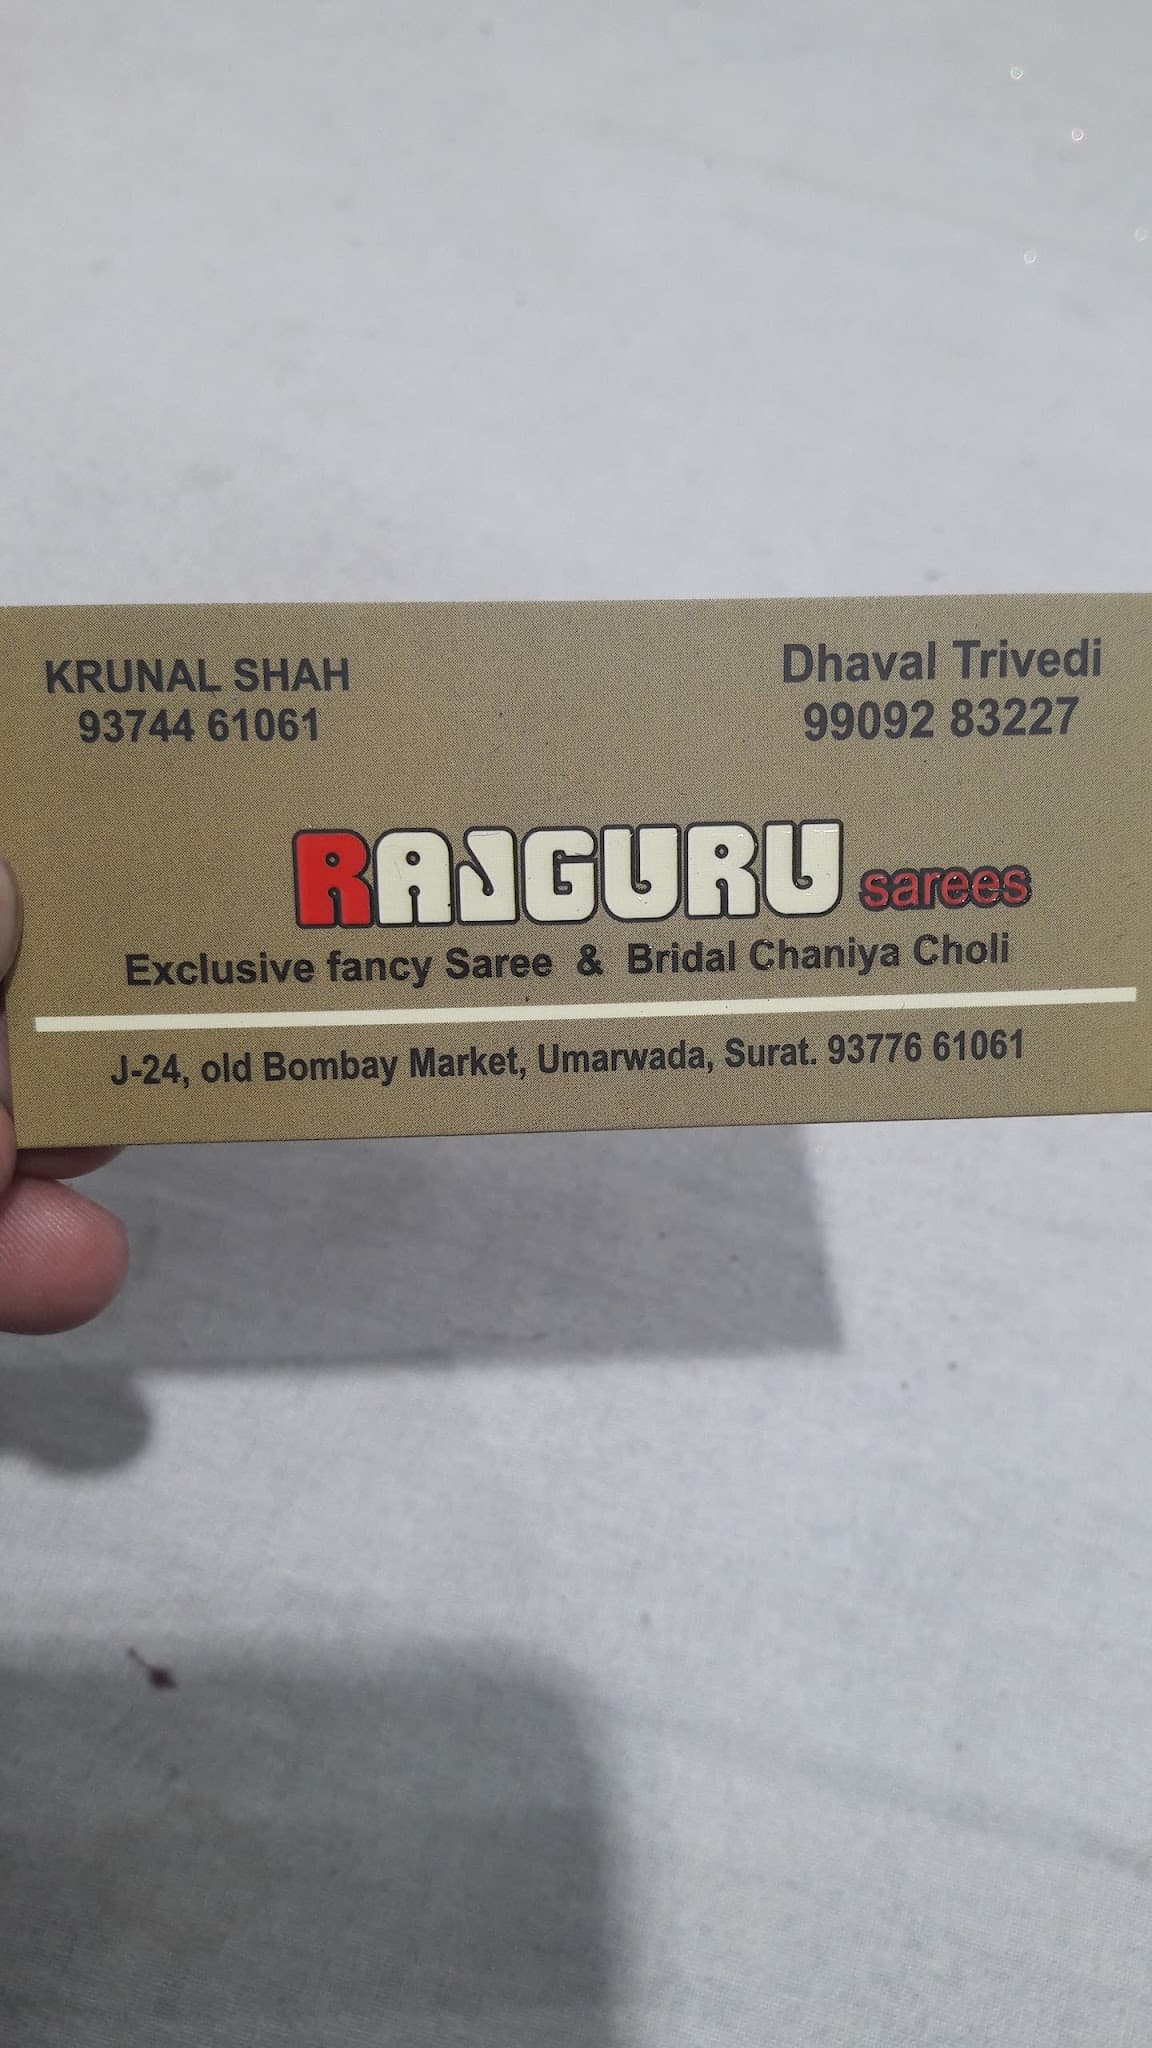 KRUNAL SHAH
93744 61061
Dhaval Trivedi
99092 83227
RAJGURU sarees
Exclusive fancy Saree & Bridal Chaniya Choli
J-24, old Bombay Market, Umarwada, Surat. 93776 61061